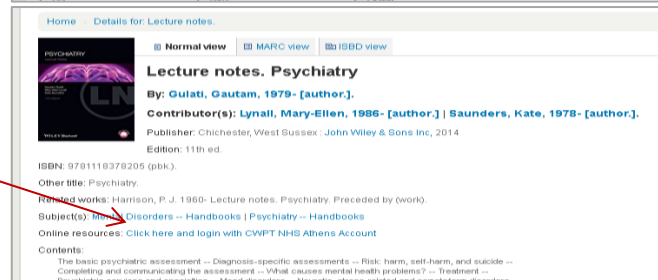 Home › Details for: Lecture notes.
Normal view MARC view ISBD view
PSYCHIATRY
LN
Lecture notes. Psychiatry
By: Gulati, Gautam, 1979- [author.].
Contributor(s): Lynall, Mary-Ellen, 1986- [author.] | Saunders, Kate, 1978- [author.].
Publisher: Chichester, West Sussex : John Wiley & Sons Inc, 2014
Edition: 11th ed.
ISBN: 9781118378205 (pbk.).
Other title: Psychiatry.
Related works: Harrison, P. J. 1960- Lecture notes. Psychiatry. Preceded by (work).
Subject(s): Mental Disorders -- Handbooks | Psychiatry -- Handbooks
Online resources: Click here and login with CWPT NHS Athens Account
Contents:
The basic psychiatric assessment -- Diagnosis-specific assessments -- Risk: harm, self-harm, and suicide --
Completing and communicating the assessment -- What causes mental health problems? -- Treatment --